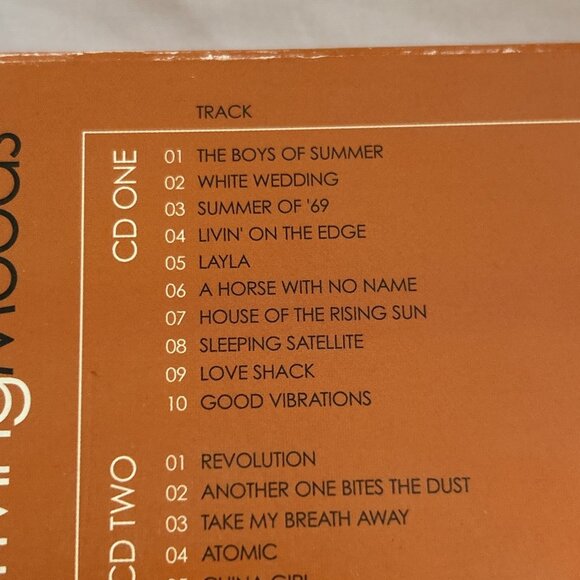 TRACK
CD ONE
01 THE BOYS OF SUMMER
02 WHITE WEDDING
03 SUMMER OF '69
04 LIVIN' ON THE EDGE
05 LAYLA
06 A HORSE WITH NO NAME
07 HOUSE OF THE RISING SUN
08 SLEEPING SATELLITE
09 LOVE SHACK
10 GOOD VIBRATIONS
CD TWO
01 REVOLUTION
02 ANOTHER ONE BITES THE DUST
03 TAKE MY BREATH AWAY
04 ATOMIC
05 CHINA GIRL